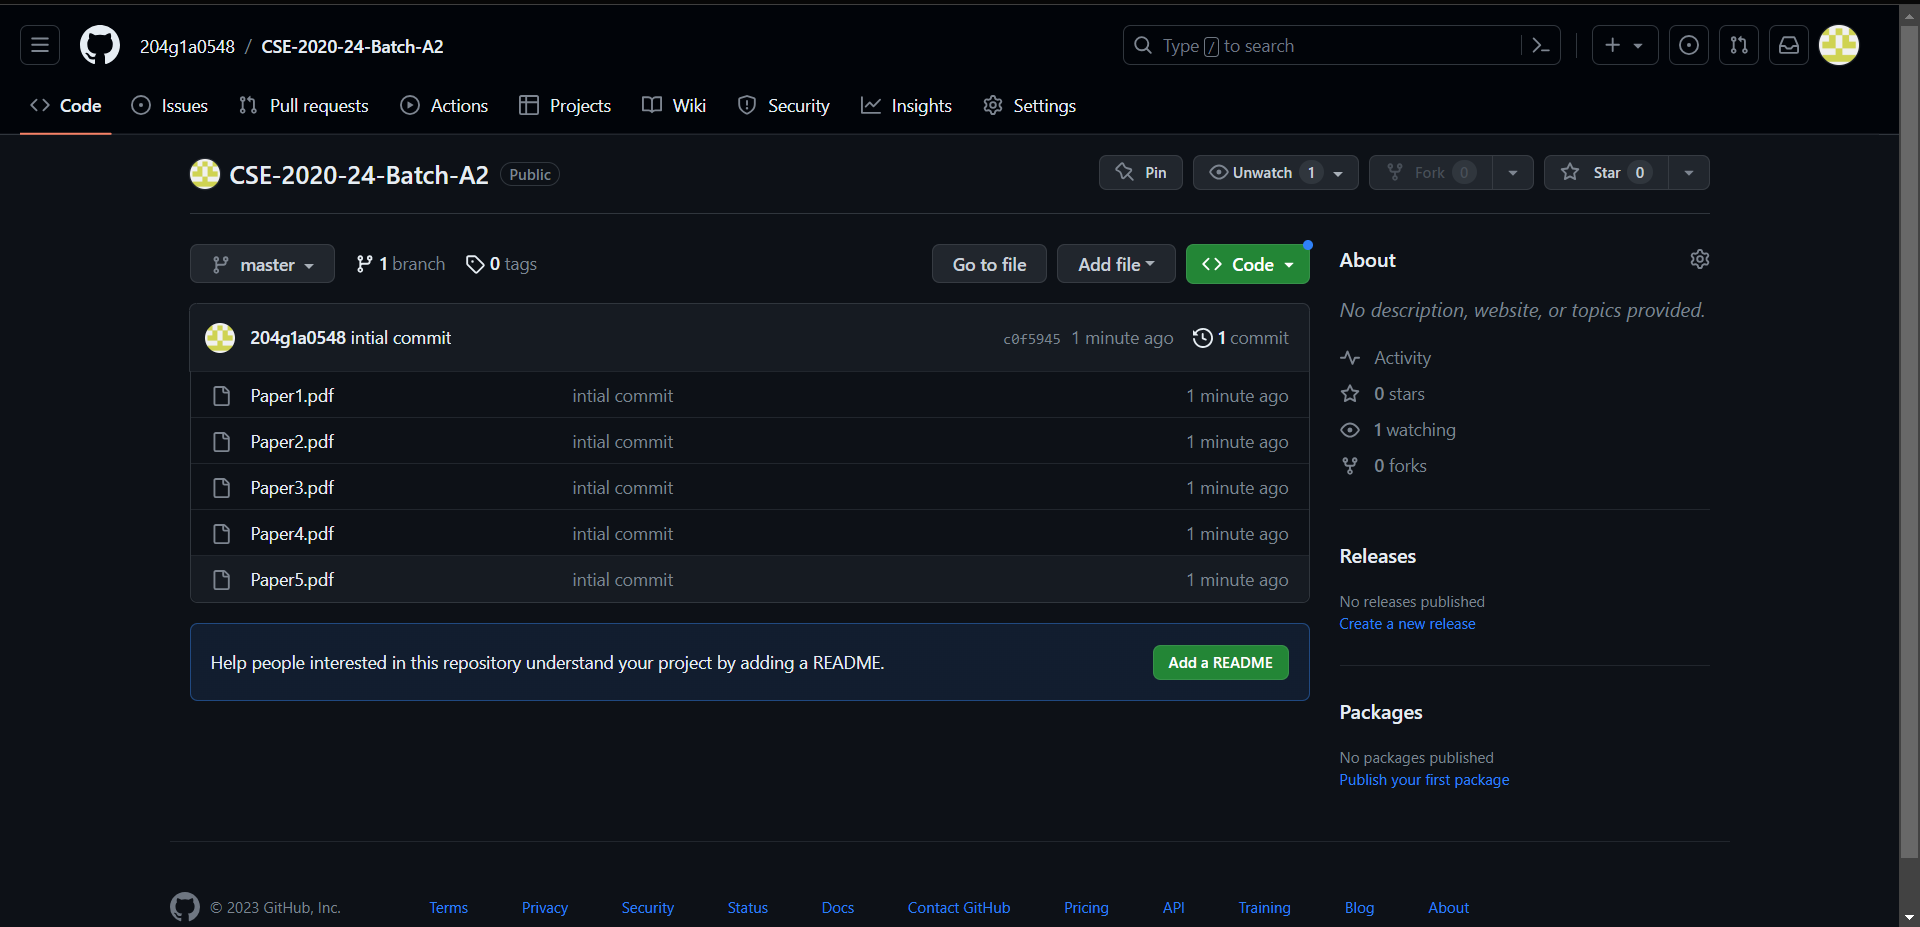 204g1a0548 / CSE-2020-24-Batch-A2
Type / to search
Code Issues Pull requests Actions Projects Wiki Security Insights Settings
CSE-2020-24-Batch-A2 Public
Pin Unwatch 1 Fork 0 Star 0
master 1 branch 0 tags Go to file Add file Code
204g1a0548 intial commit c0f5945 1 minute ago 1 commit
Paper1.pdf intial commit 1 minute ago
Paper2.pdf intial commit 1 minute ago
Paper3.pdf intial commit 1 minute ago
Paper4.pdf intial commit 1 minute ago
Paper5.pdf intial commit 1 minute ago
Help people interested in this repository understand your project by adding a README. Add a README
About
No description, website, or topics provided.
Activity
0 stars
1 watching
0 forks
Releases
No releases published
Create a new release
Packages
No packages published
Publish your first package
© 2023 GitHub, Inc. Terms Privacy Security Status Docs Contact GitHub Pricing API Training Blog About